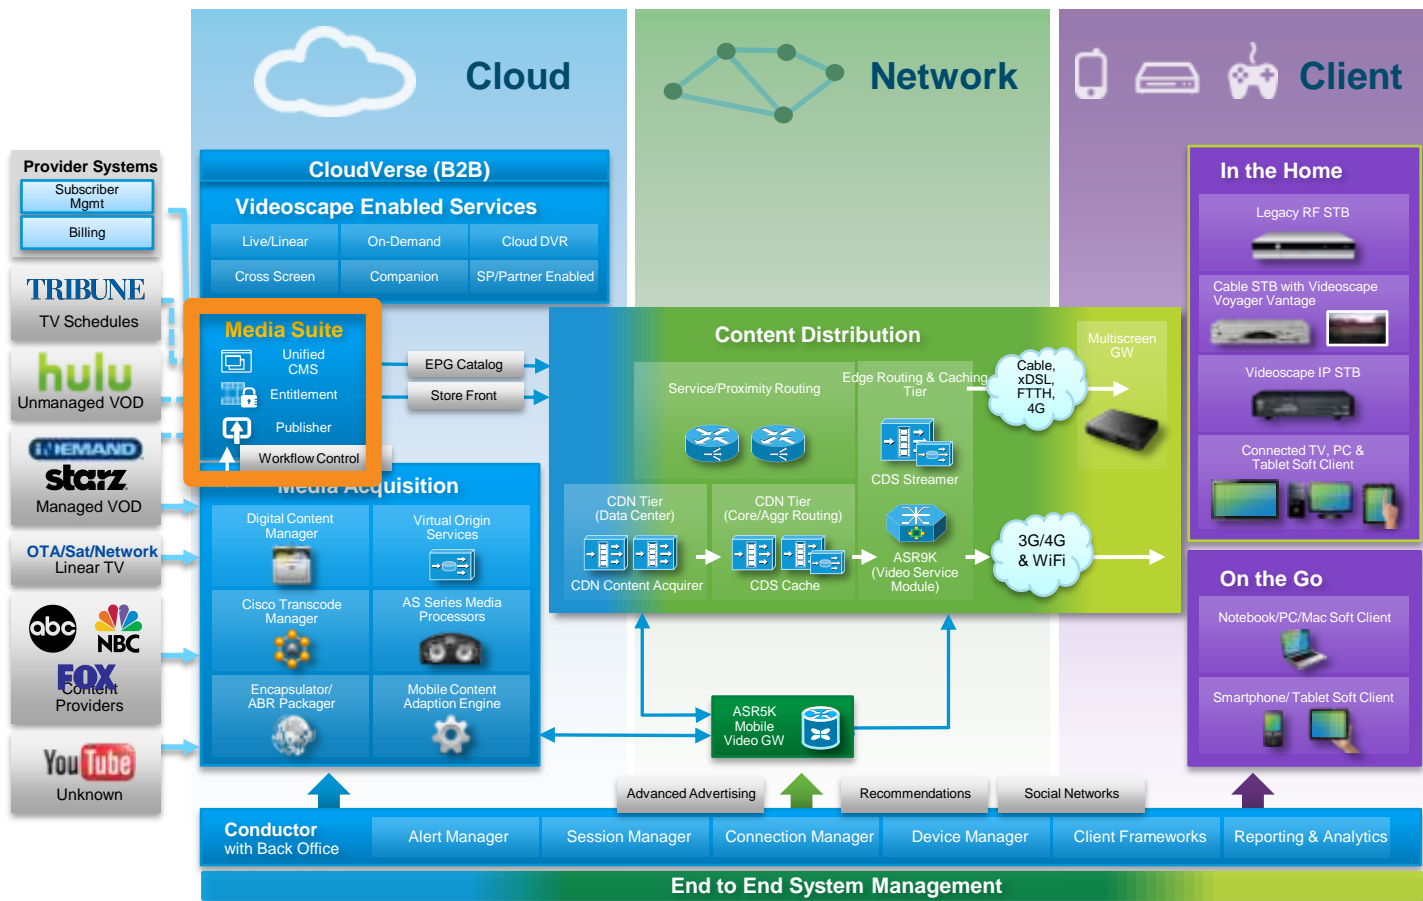 Cloud
Network
Client
Provider Systems
Subscriber
Mgmt
Billing
TRIBUNE
TV Schedules
hulu
Unmanaged VOD
INDEMAND
starz
Managed VOD
OTA/Sat/Network
Linear TV
abc
NBC
FOX
Content
Providers
You Tube
Unknown
CloudVerse (B2B)
Videoscape Enabled Services
Live/Linear
On-Demand
Cloud DVR
Cross Screen
Companion
SP/Partner Enabled
Media Suite
Unified
CMS
Entitlement
Publisher
Workflow Control
EPG Catalog
Store Front
Media Acquisition
Digital Content
Manager
Virtual Origin
Services
Cisco Transcode
Manager
AS Series Media
Processors
Encapsulator/
ABR Packager
Mobile Content
Adaption Engine
Content Distribution
Service/Proximity Routing
Edge Routing & Caching
Tier
CDS Streamer
CDN Tier
(Data Center)
CDN Content Acquirer
CDN Tier
(Core/Aggr Routing)
CDS Cache
ASR9K
(Video Service
Module)
Cable,
xDSL,
FTTH,
4G
3G/4G
& WiFi
Multiscreen
GW
ASR5K
Mobile
Video GW
In the Home
Legacy RF STB
Cable STB with Videoscape
Voyager Vantage
Videoscape IP STB
Connected TV, PC &
Tablet Soft Client
On the Go
Notebook/PC/Mac Soft Client
Smartphone/ Tablet Soft Client
Advanced Advertising
Recommendations
Social Networks
Conductor
with Back Office
Alert Manager
Session Manager
Connection Manager
Device Manager
Client Frameworks
Reporting & Analytics
End to End System Management